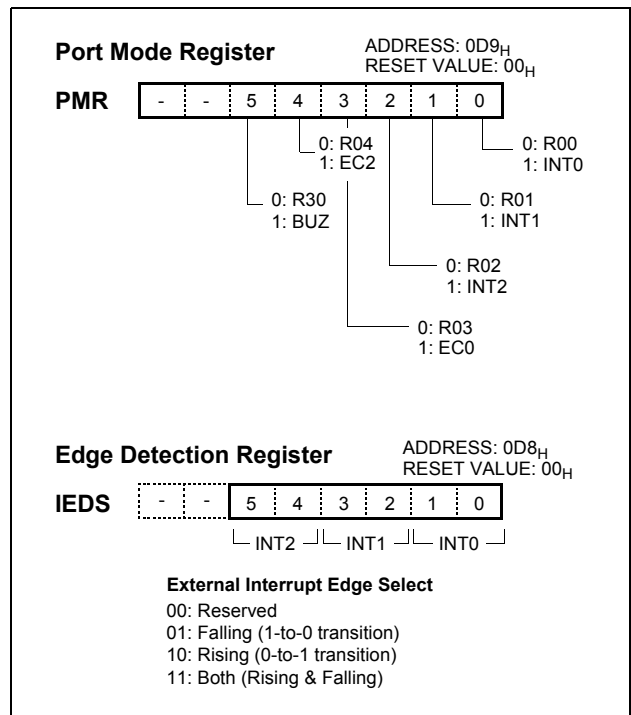 Port Mode Register
ADDRESS: 0D9H
RESET VALUE: 00H
PMR - - 5 4 3 2 1 0
0: R04
1: EC2
0: R00
1: INT0
0: R30
1: BUZ
0: R01
1: INT1
0: R02
1: INT2
0: R03
1: EC0
Edge Detection Register
ADDRESS: 0D8H
RESET VALUE: 00H
IEDS - - 5 4 3 2 1 0
INT2 INT1 INT0
External Interrupt Edge Select
00: Reserved
01: Falling (1-to-0 transition)
10: Rising (0-to-1 transition)
11: Both (Rising & Falling)